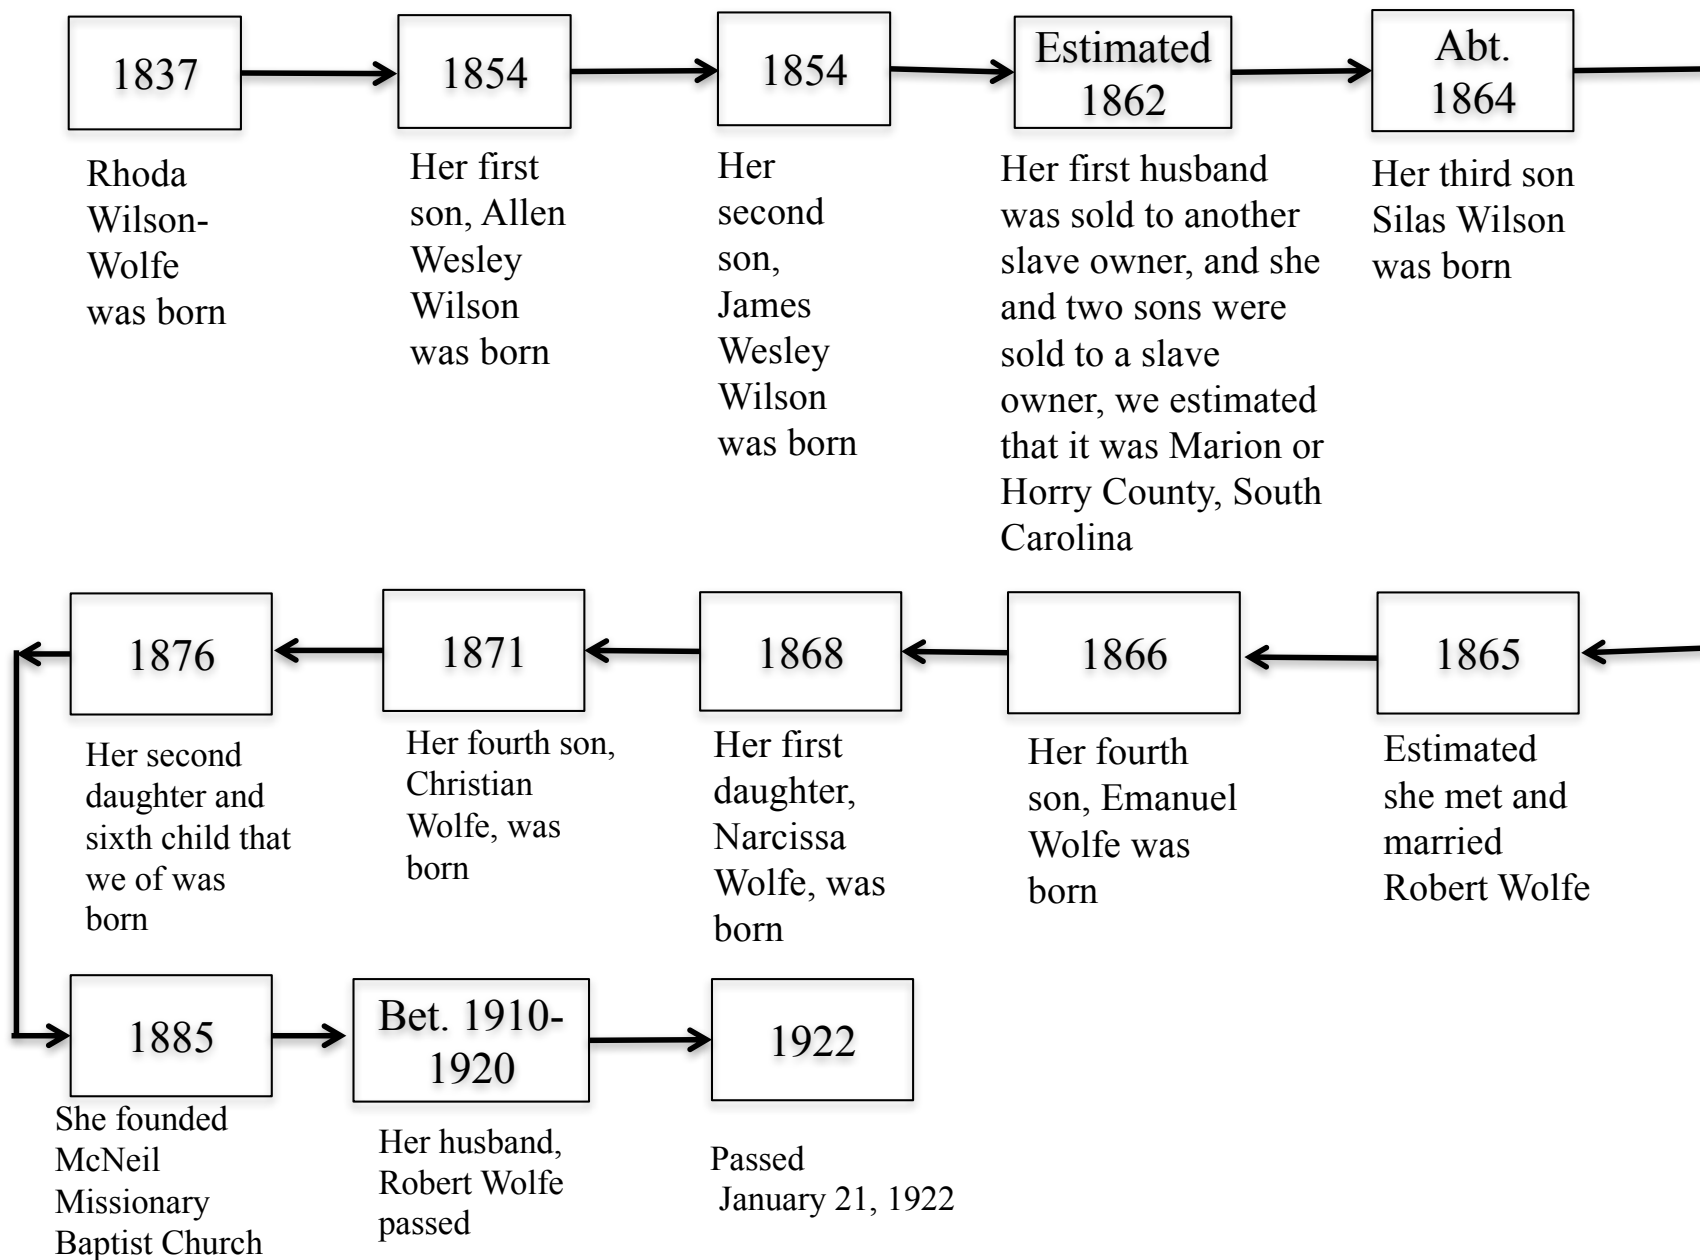 1837
Rhoda
Wilson-
Wolfe
was born
1854
Her first
son, Allen
Wesley
Wilson
was born
1854
Her
second
son,
James
Wesley
Wilson
was born
Estimated
1862
Her first husband
was sold to another
slave owner, and she
and two sons were
sold to a slave
owner, we estimated
that it was Marion or
Horry County, South
Carolina
Abt.
1864
Her third son
Silas Wilson
was born
1865
Estimated
she met and
married
Robert Wolfe
1866
Her fourth
son, Emanuel
Wolfe was
born
1868
Her first
daughter,
Narcissa
Wolfe, was
born
1871
Her fourth son,
Christian
Wolfe, was
born
1876
Her second
daughter and
sixth child that
we of was
born
1885
She founded
McNeil
Missionary
Baptist Church
Bet. 1910-
1920
Her husband,
Robert Wolfe
passed
1922
Passed
January 21, 1922